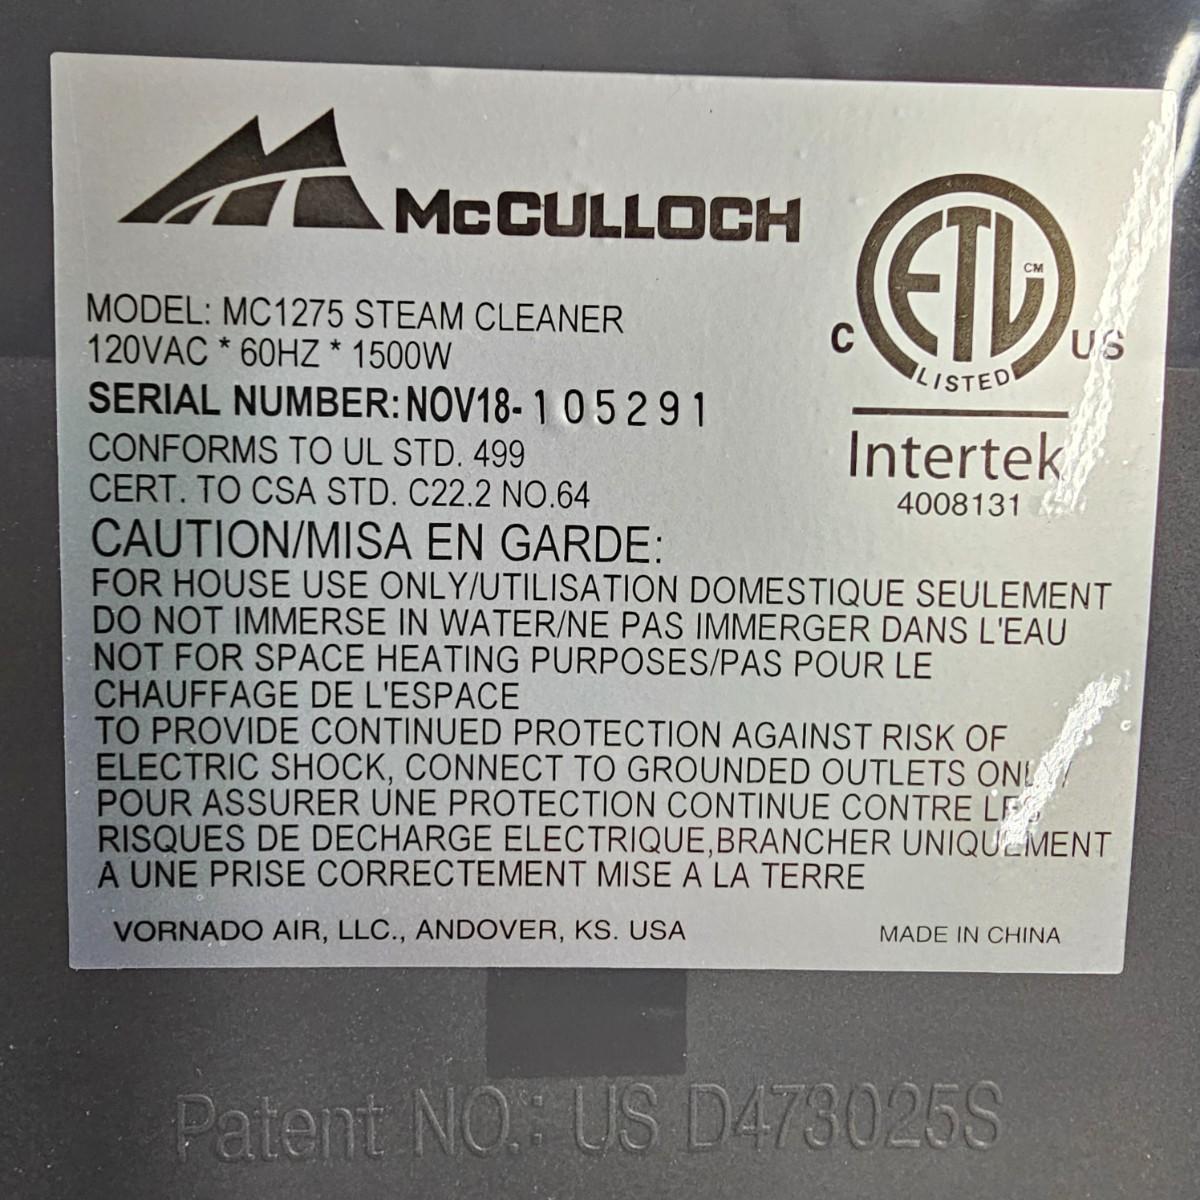 McCULLOCH
MODEL: MC1275 STEAM CLEANER
120VAC * 60HZ * 1500W
SERIAL NUMBER: NOV18-105291
CONFORMS TO UL STD. 499
CERT. TO CSA STD. C22.2 NO.64
ETL CM
C US
LISTED
Intertek
4008131
CAUTION/MISA EN GARDE:
FOR HOUSE USE ONLY/UTILISATION DOMESTIQUE SEULEMENT
DO NOT IMMERSE IN WATER/NE PAS IMMERGER DANS L'EAU
NOT FOR SPACE HEATING PURPOSES/PAS POUR LE
CHAUFFAGE DE L'ESPACE
TO PROVIDE CONTINUED PROTECTION AGAINST RISK OF
ELECTRIC SHOCK, CONNECT TO GROUNDED OUTLETS ONLY/
POUR ASSURER UNE PROTECTION CONTINUE CONTRE LES
RISQUES DE DECHARGE ELECTRIQUE,BRANCHER UNIQUEMENT
A UNE PRISE CORRECTEMENT MISE A LA TERRE
VORNADO AIR, LLC., ANDOVER, KS. USA
MADE IN CHINA
Patent NO.: US D473025S